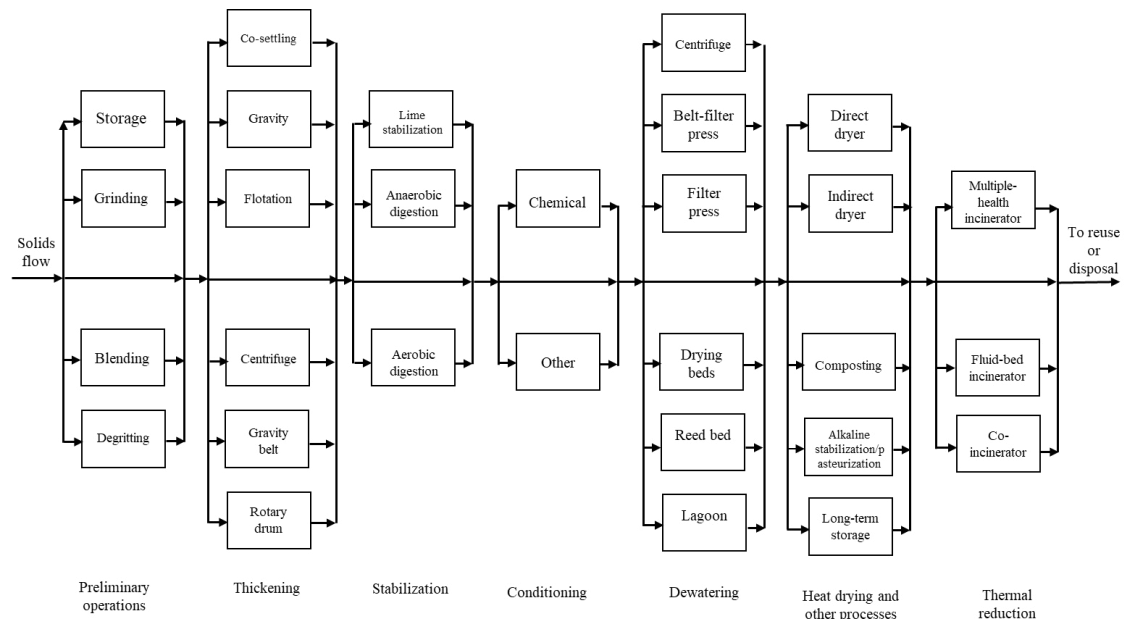 Solids
flow
Storage
Grinding
Blending
Degritting
Preliminary
operations
Co-settling
Gravity
Flotation
Centrifuge
Gravity
belt
Rotary
drum
Thickening
Lime
stabilization
Anaerobic
digestion
Aerobic
digestion
Stabilization
Chemical
Other
Conditioning
Centrifuge
Belt-filter
press
Filter
press
Drying
beds
Reed bed
Lagoon
Dewatering
Direct
dryer
Indirect
dryer
Composting
Alkaline
stabilization/p
asteurization
Long-term
storage
Heat drying and
other processes
Multiple-
health
incinerator
Fluid-bed
incinerator
Co-
incinerator
Thermal
reduction
To reuse
or
disposal